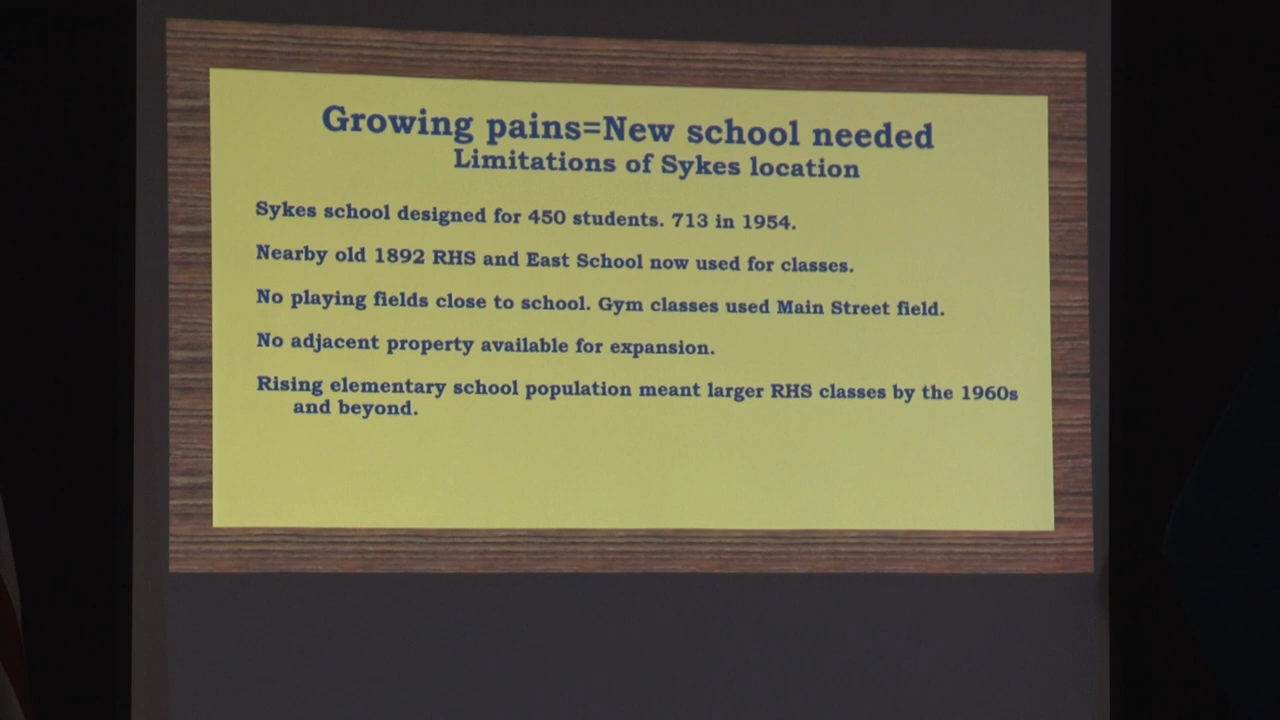 Growing pains=New school needed
Limitations of Sykes location
Sykes school designed for 450 students. 713 in 1954.
Nearby old 1892 RHS and East School now used for classes.
No playing fields close to school. Gym classes used Main Street field.
No adjacent property available for expansion.
Rising elementary school population meant larger RHS classes by the 1960s
and beyond.